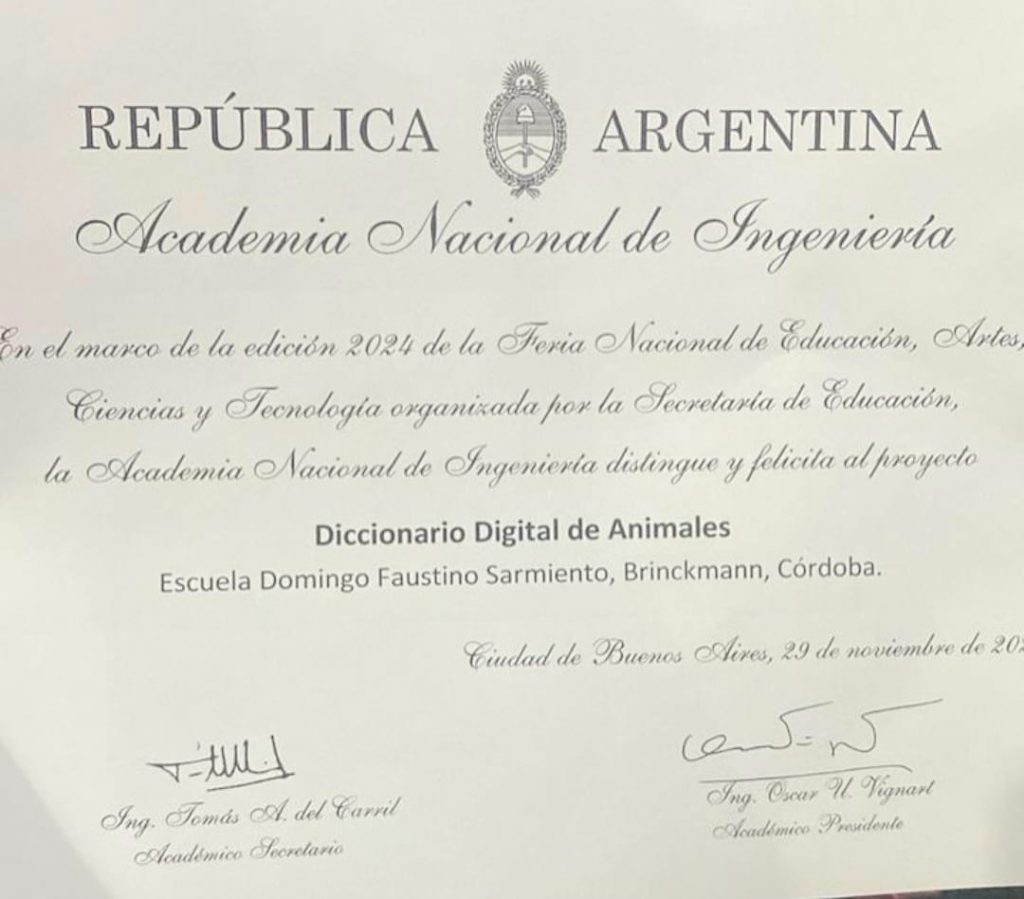 REPÚBLICA ARGENTINA
Academia Nacional de Ingeniería
En el marco de la edición 2024 de la Feria Nacional de Educación, Artes,
Ciencias y Tecnología organizada por la Secretaría de Educación,
la Academia Nacional de Ingeniería distingue y felicita al proyecto
Diccionario Digital de Animales
Escuela Domingo Faustino Sarmiento, Brinckmann, Córdoba.
Ciudad de Buenos Aires, 29 de noviembre de 202
Ing. Tomás A. del Carril
Académico Secretario
Ing. Oscar U. Vignart
Académico Presidente